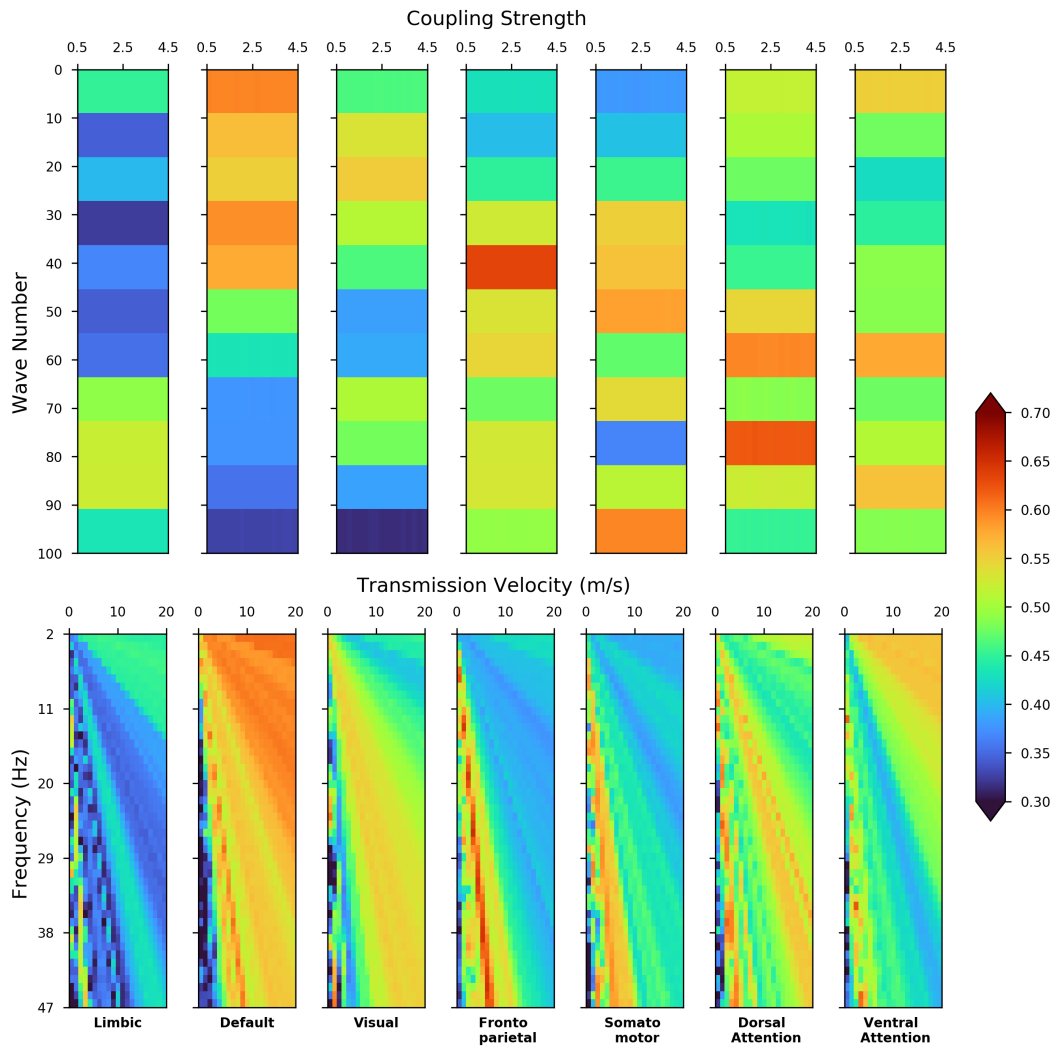 Coupling Strength
0.5 2.5 4.5 0.5 2.5 4.5 0.5 2.5 4.5 0.5 2.5 4.5 0.5 2.5 4.5 0.5 2.5 4.5 0.5 2.5 4.5
0
10
20
30
40
50
60
70
80
90
100
Wave Number
Transmission Velocity (m/s)
0 10 20 0 10 20 0 10 20 0 10 20 0 10 20 0 10 20 0 10 20
2
11
20
29
38
47
Frequency (Hz)
Limbic
Default
Visual
Fronto
parietal
Somato
motor
Dorsal
Attention
Ventral
Attention
0.70
0.65
0.60
0.55
0.50
0.45
0.40
0.35
0.30